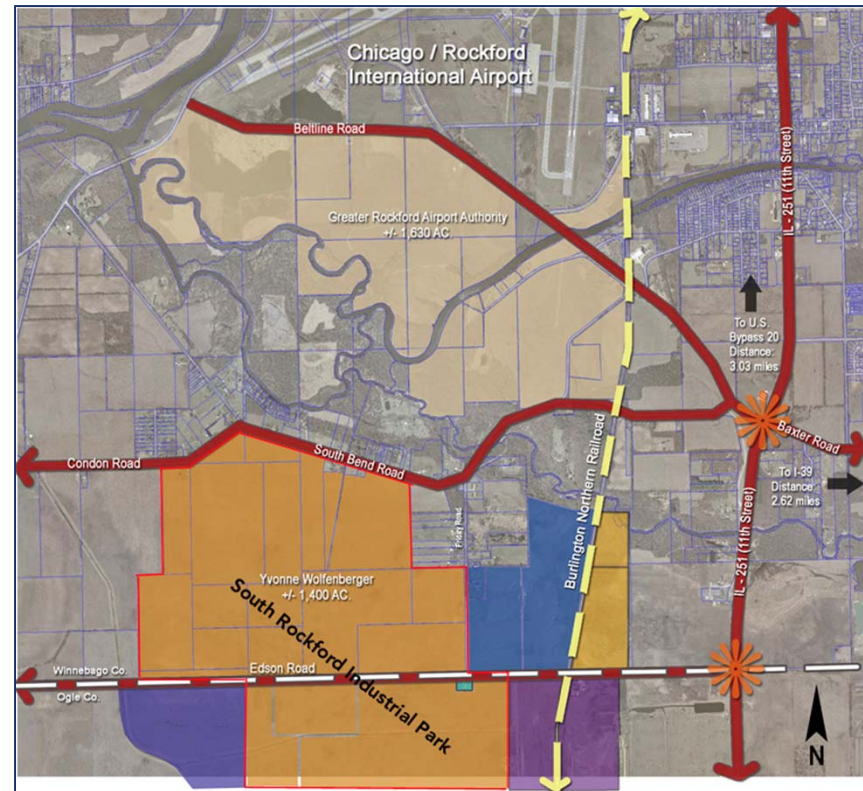 Chicago / Rockford
International Airport
Beltline Road
IL - 251 (11th Street)
Greater Rockford Airport Authority
+/- 1,630 AC.
To U.S.
Bypass 20
Distance:
3.03 miles
Baxter Road
South Bend Road
Condon Road
To I-39
Distance:
2.62 miles
Burlington Northern Railroad
Friday Road
IL - 251 (11th Street)
Yvonne Wolfenberger
+/- 1,400 AC.
South Rockford Industrial Park
Winnebago Co.
Edson Road
Ogle Co.
N